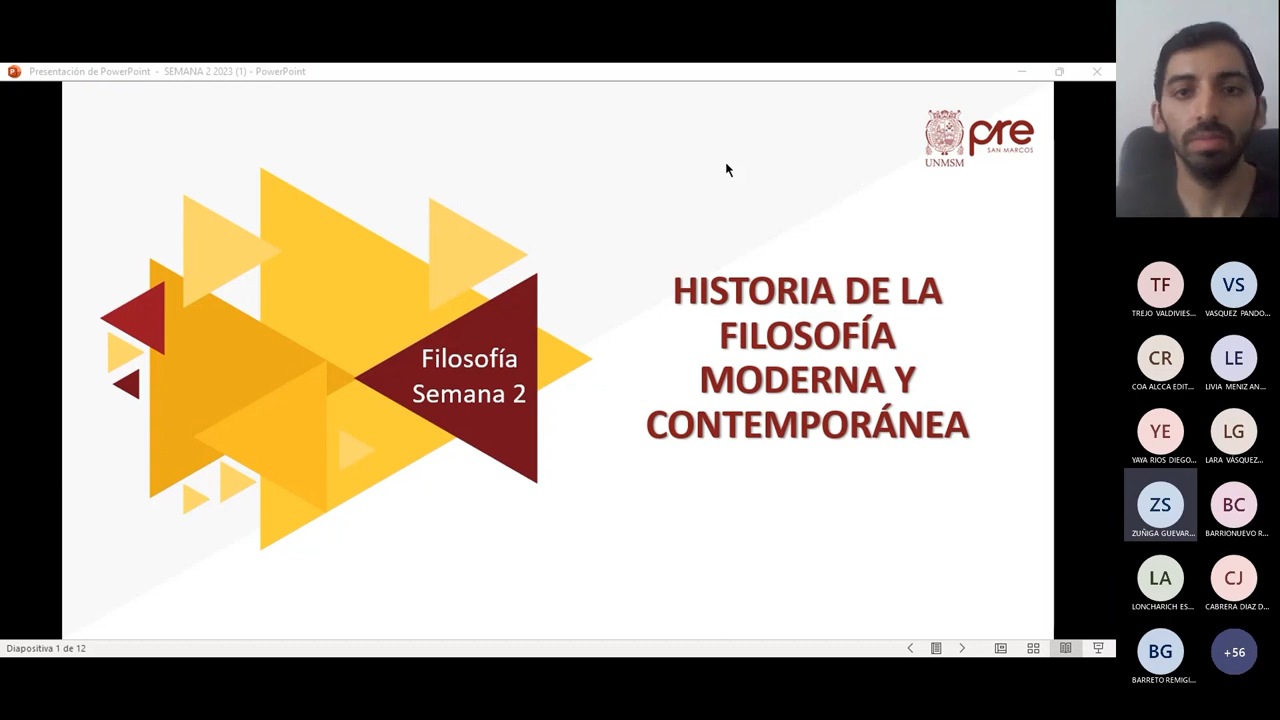 Presentación de PowerPoint - SEMANA 2 2023 (1) - PowerPoint
pre
SAN MARCOS
UNMSM
HISTORIA DE LA
FILOSOFÍA
MODERNA Y
CONTEMPORÁNEA
Filosofía
Semana 2
Diapositiva 1 de 12
TF
TREJO VALDIVIES...
VS
VASQUEZ PANDO...
CR
COA ALCCA EDIT...
LE
LIVIA MENIZ AN...
YE
YAYA RIOS DIEGO...
LG
LARA VÁSQUEZ...
ZS
ZUÑIGA GUEVAR...
BC
BARRIONUEVO R...
LA
LONCHARICH ES...
CJ
CABRERA DIAZ D...
BG
BARRETO REMIGI...
+56